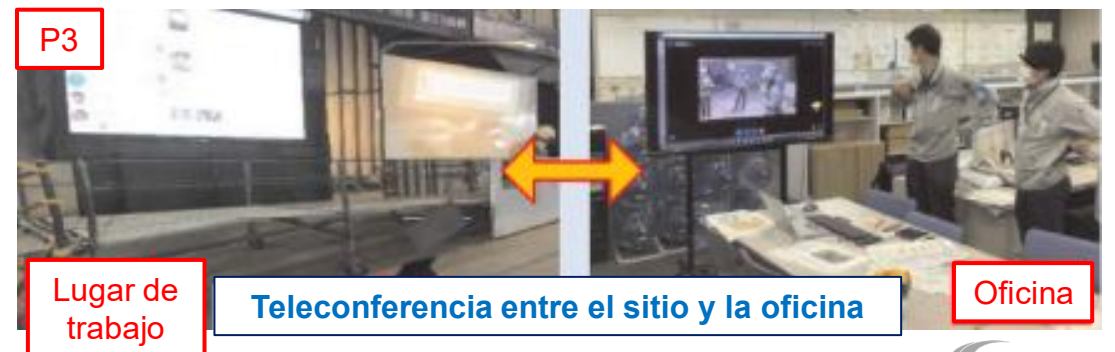 P3
Lugar de
trabajo
Teleconferencia entre el sitio y la oficina
Oficina